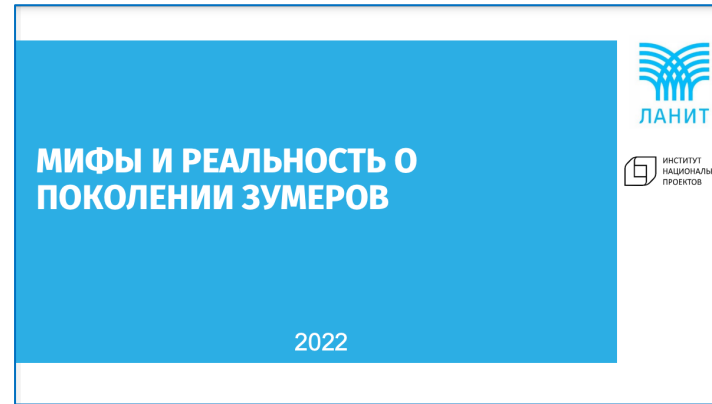 МИФЫ И РЕАЛЬНОСТЬ О
ПОКОЛЕНИИ ЗУМЕРОВ
2022
ЛАНИТ
ИНСТИТУТ
ПРОЕКТОВ